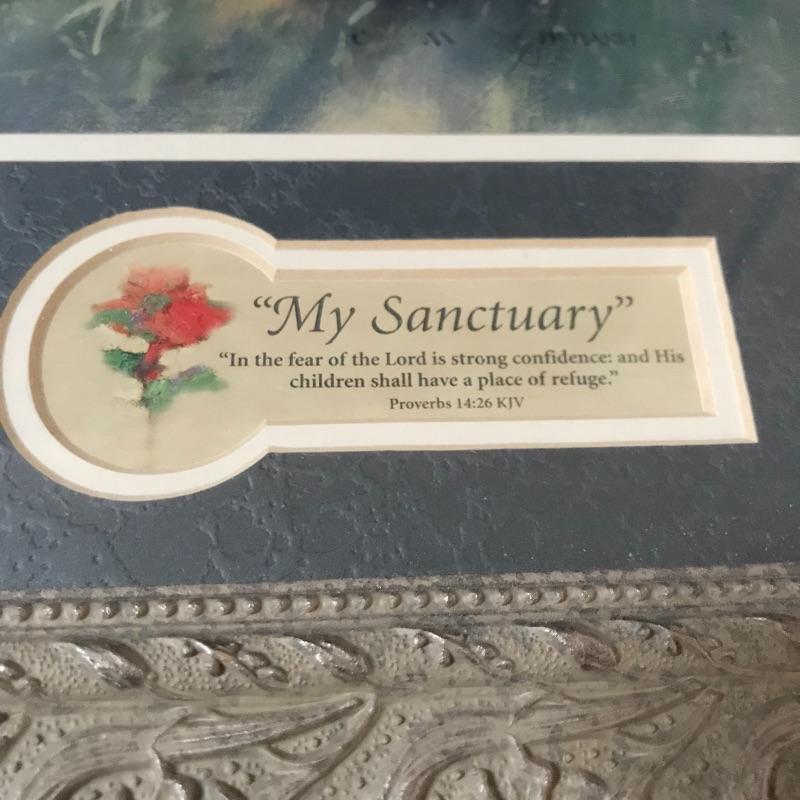 “My Sanctuary”
“In the fear of the Lord is strong confidence: and His
children shall have a place of refuge.”
Proverbs 14:26 KJV